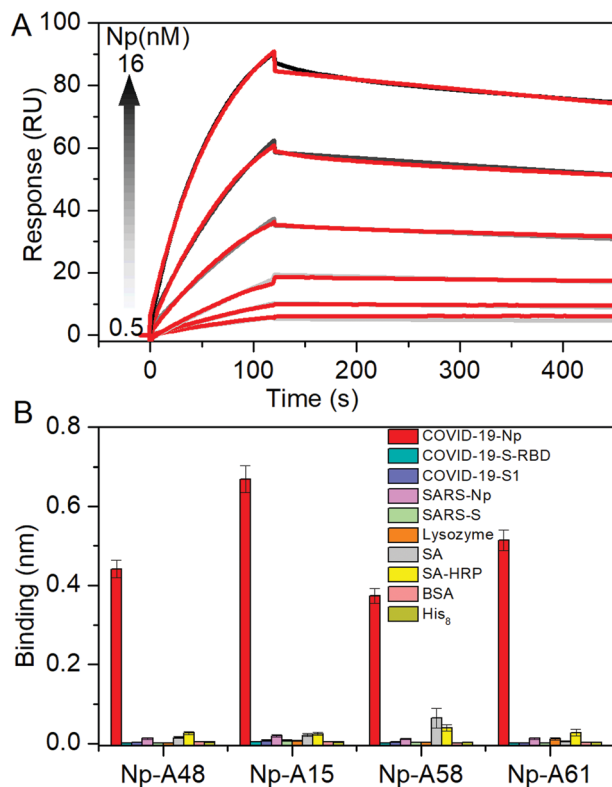 A
Np(nM)
16
0.5
Response (RU)
100
80
60
40
20
0
0 100 200 300 400
Time (s)
B
Binding (nm)
0.8
0.6
0.4
0.2
0.0
COVID-19-Np
COVID-19-S-RBD
COVID-19-S1
SARS-Np
SARS-S
Lysozyme
SA
SA-HRP
BSA
His₈
Np-A48 Np-A15 Np-A58 Np-A61